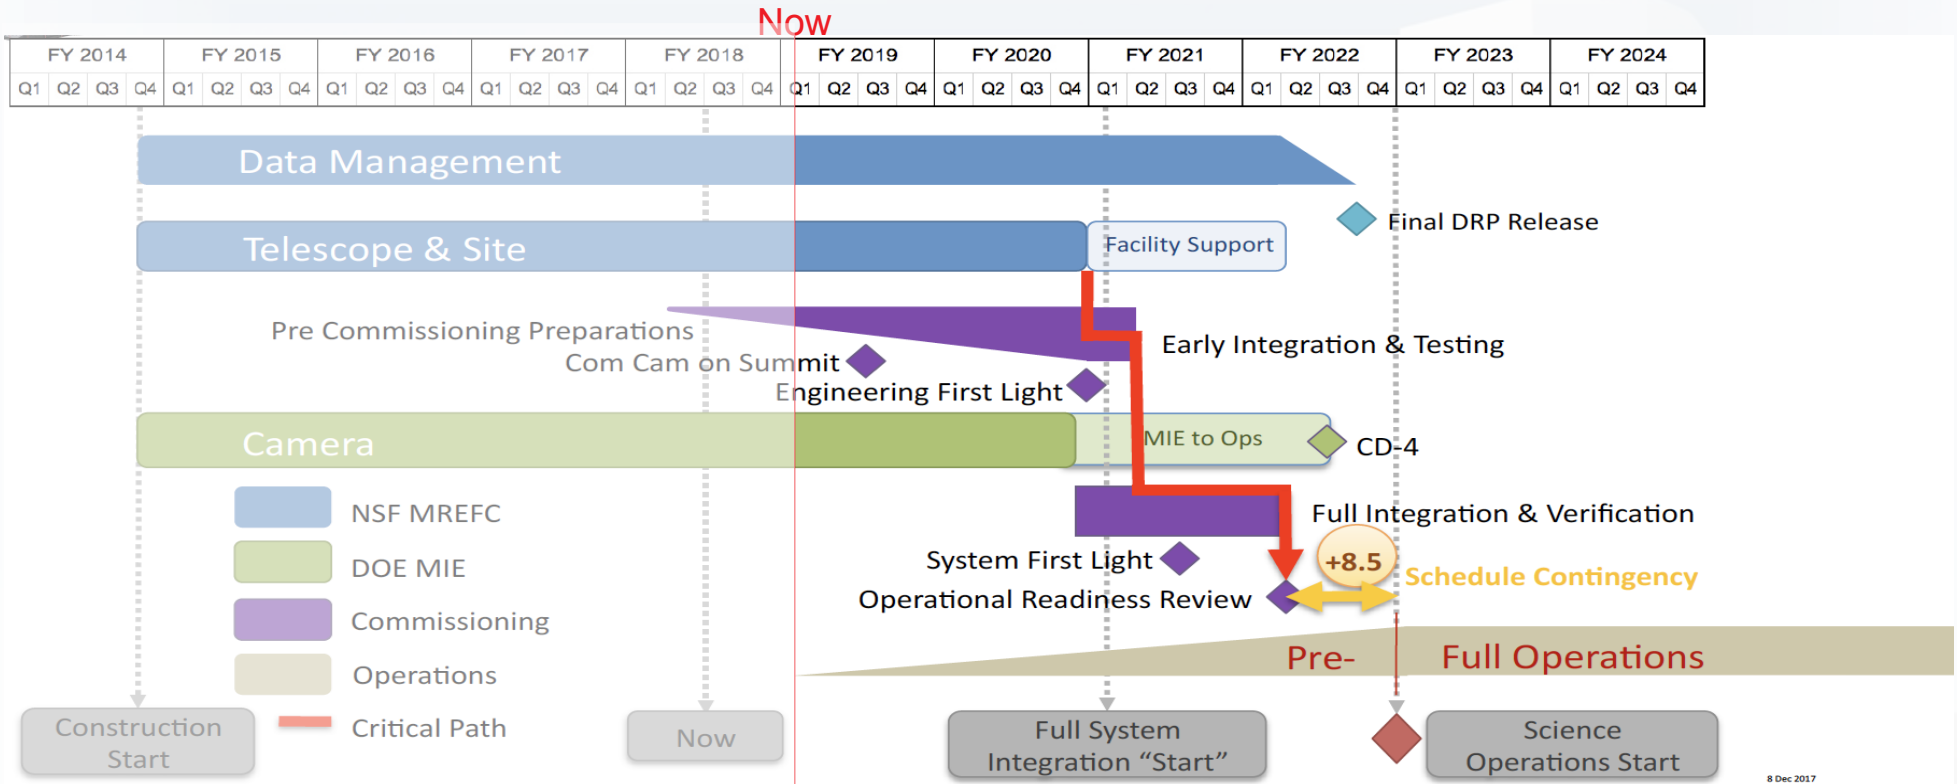 Now
FY 2014 FY 2015 FY 2016 FY 2017 FY 2018 FY 2019 FY 2020 FY 2021 FY 2022 FY 2023 FY 2024
Q1 Q2 Q3 Q4 Q1 Q2 Q3 Q4 Q1 Q2 Q3 Q4 Q1 Q2 Q3 Q4 Q1 Q2 Q3 Q4 Q1 Q2 Q3 Q4 Q1 Q2 Q3 Q4 Q1 Q2 Q3 Q4 Q1 Q2 Q3 Q4 Q1 Q2 Q3 Q4 Q1 Q2 Q3 Q4
Data Management
Final DRP Release
Telescope & Site
Facility Support
Pre Commissioning Preparations
Early Integration & Testing
Com Cam on Summit
Engineering First Light
Camera
MIE to Ops
CD-4
NSF MREFC
Full Integration & Verification
System First Light
+8.5
DOE MIE
Schedule Contingency
Operational Readiness Review
Commissioning
Pre-
Full Operations
Operations
Critical Path
Construction
Start
Now
Full System
Integration “Start”
Science
Operations Start
8 Dec 2017